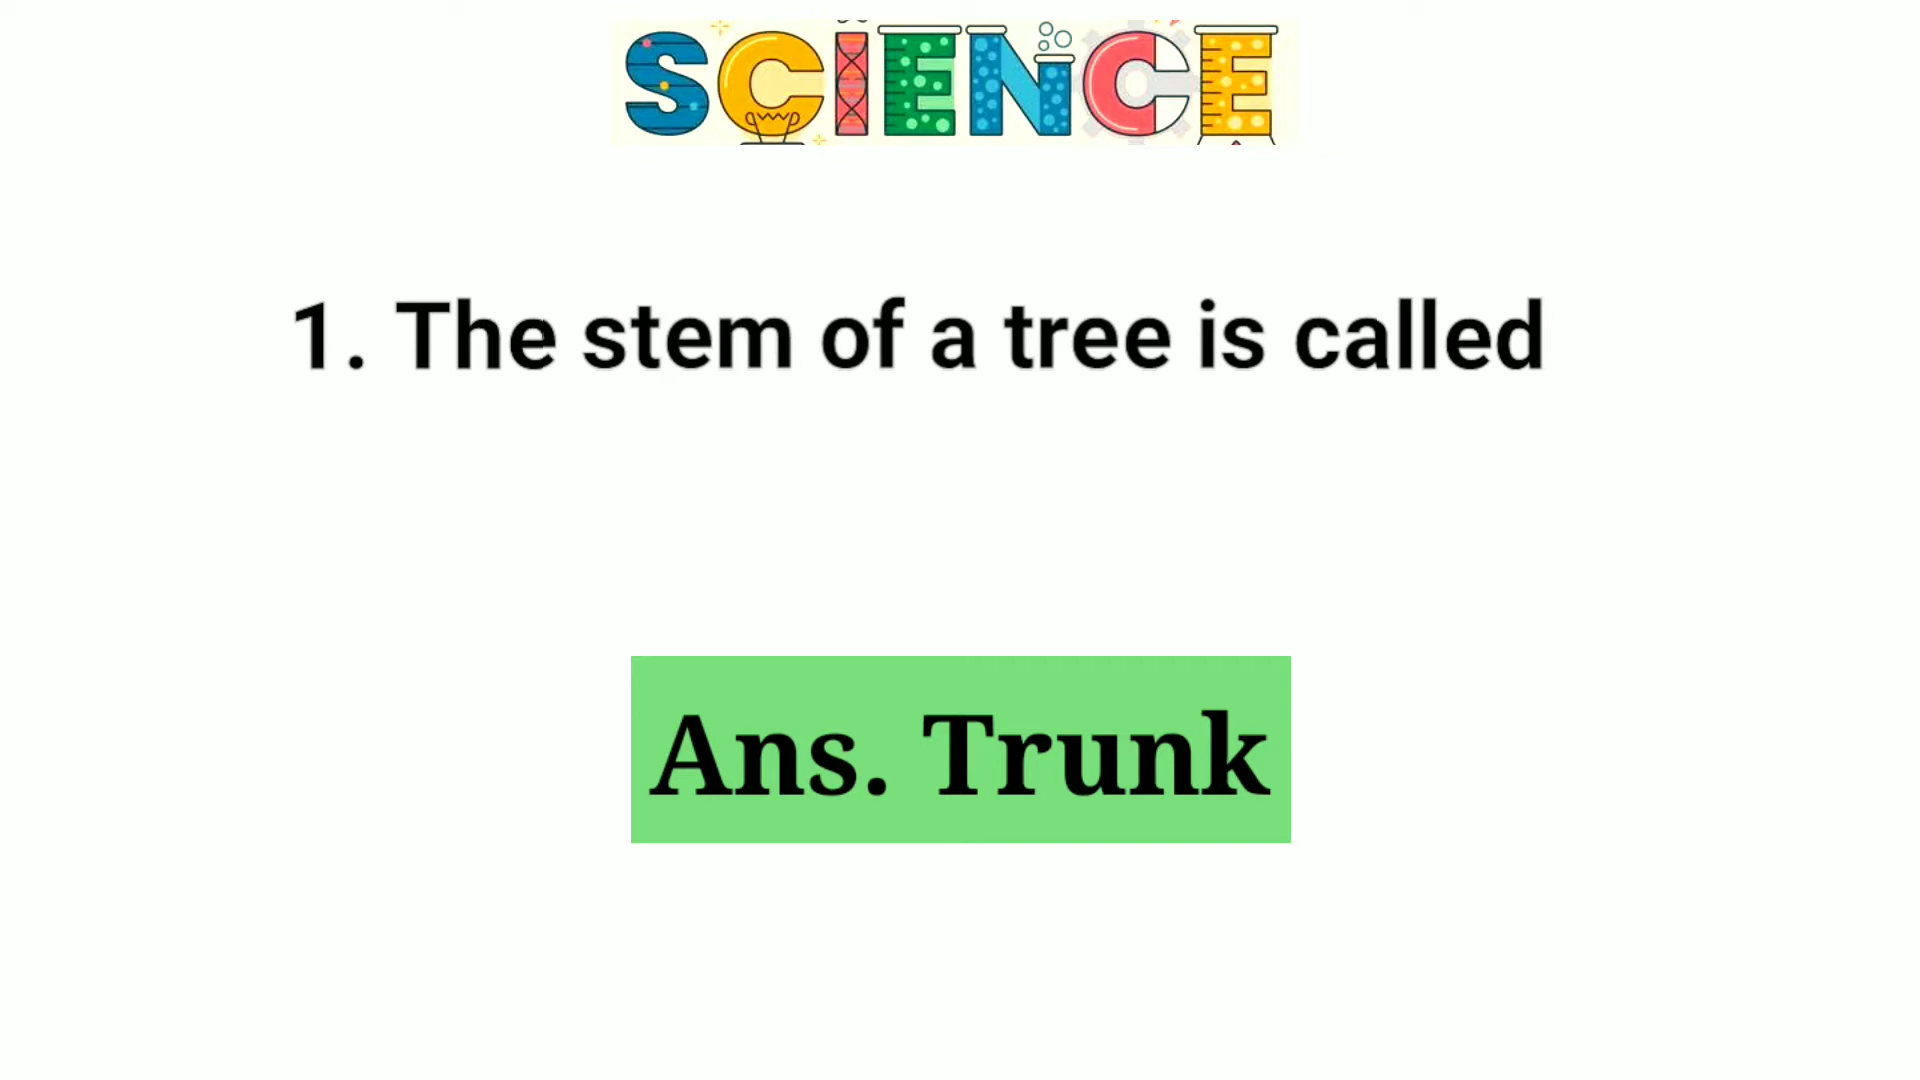 SCIENCE
1. The stem of a tree is called
Ans. Trunk